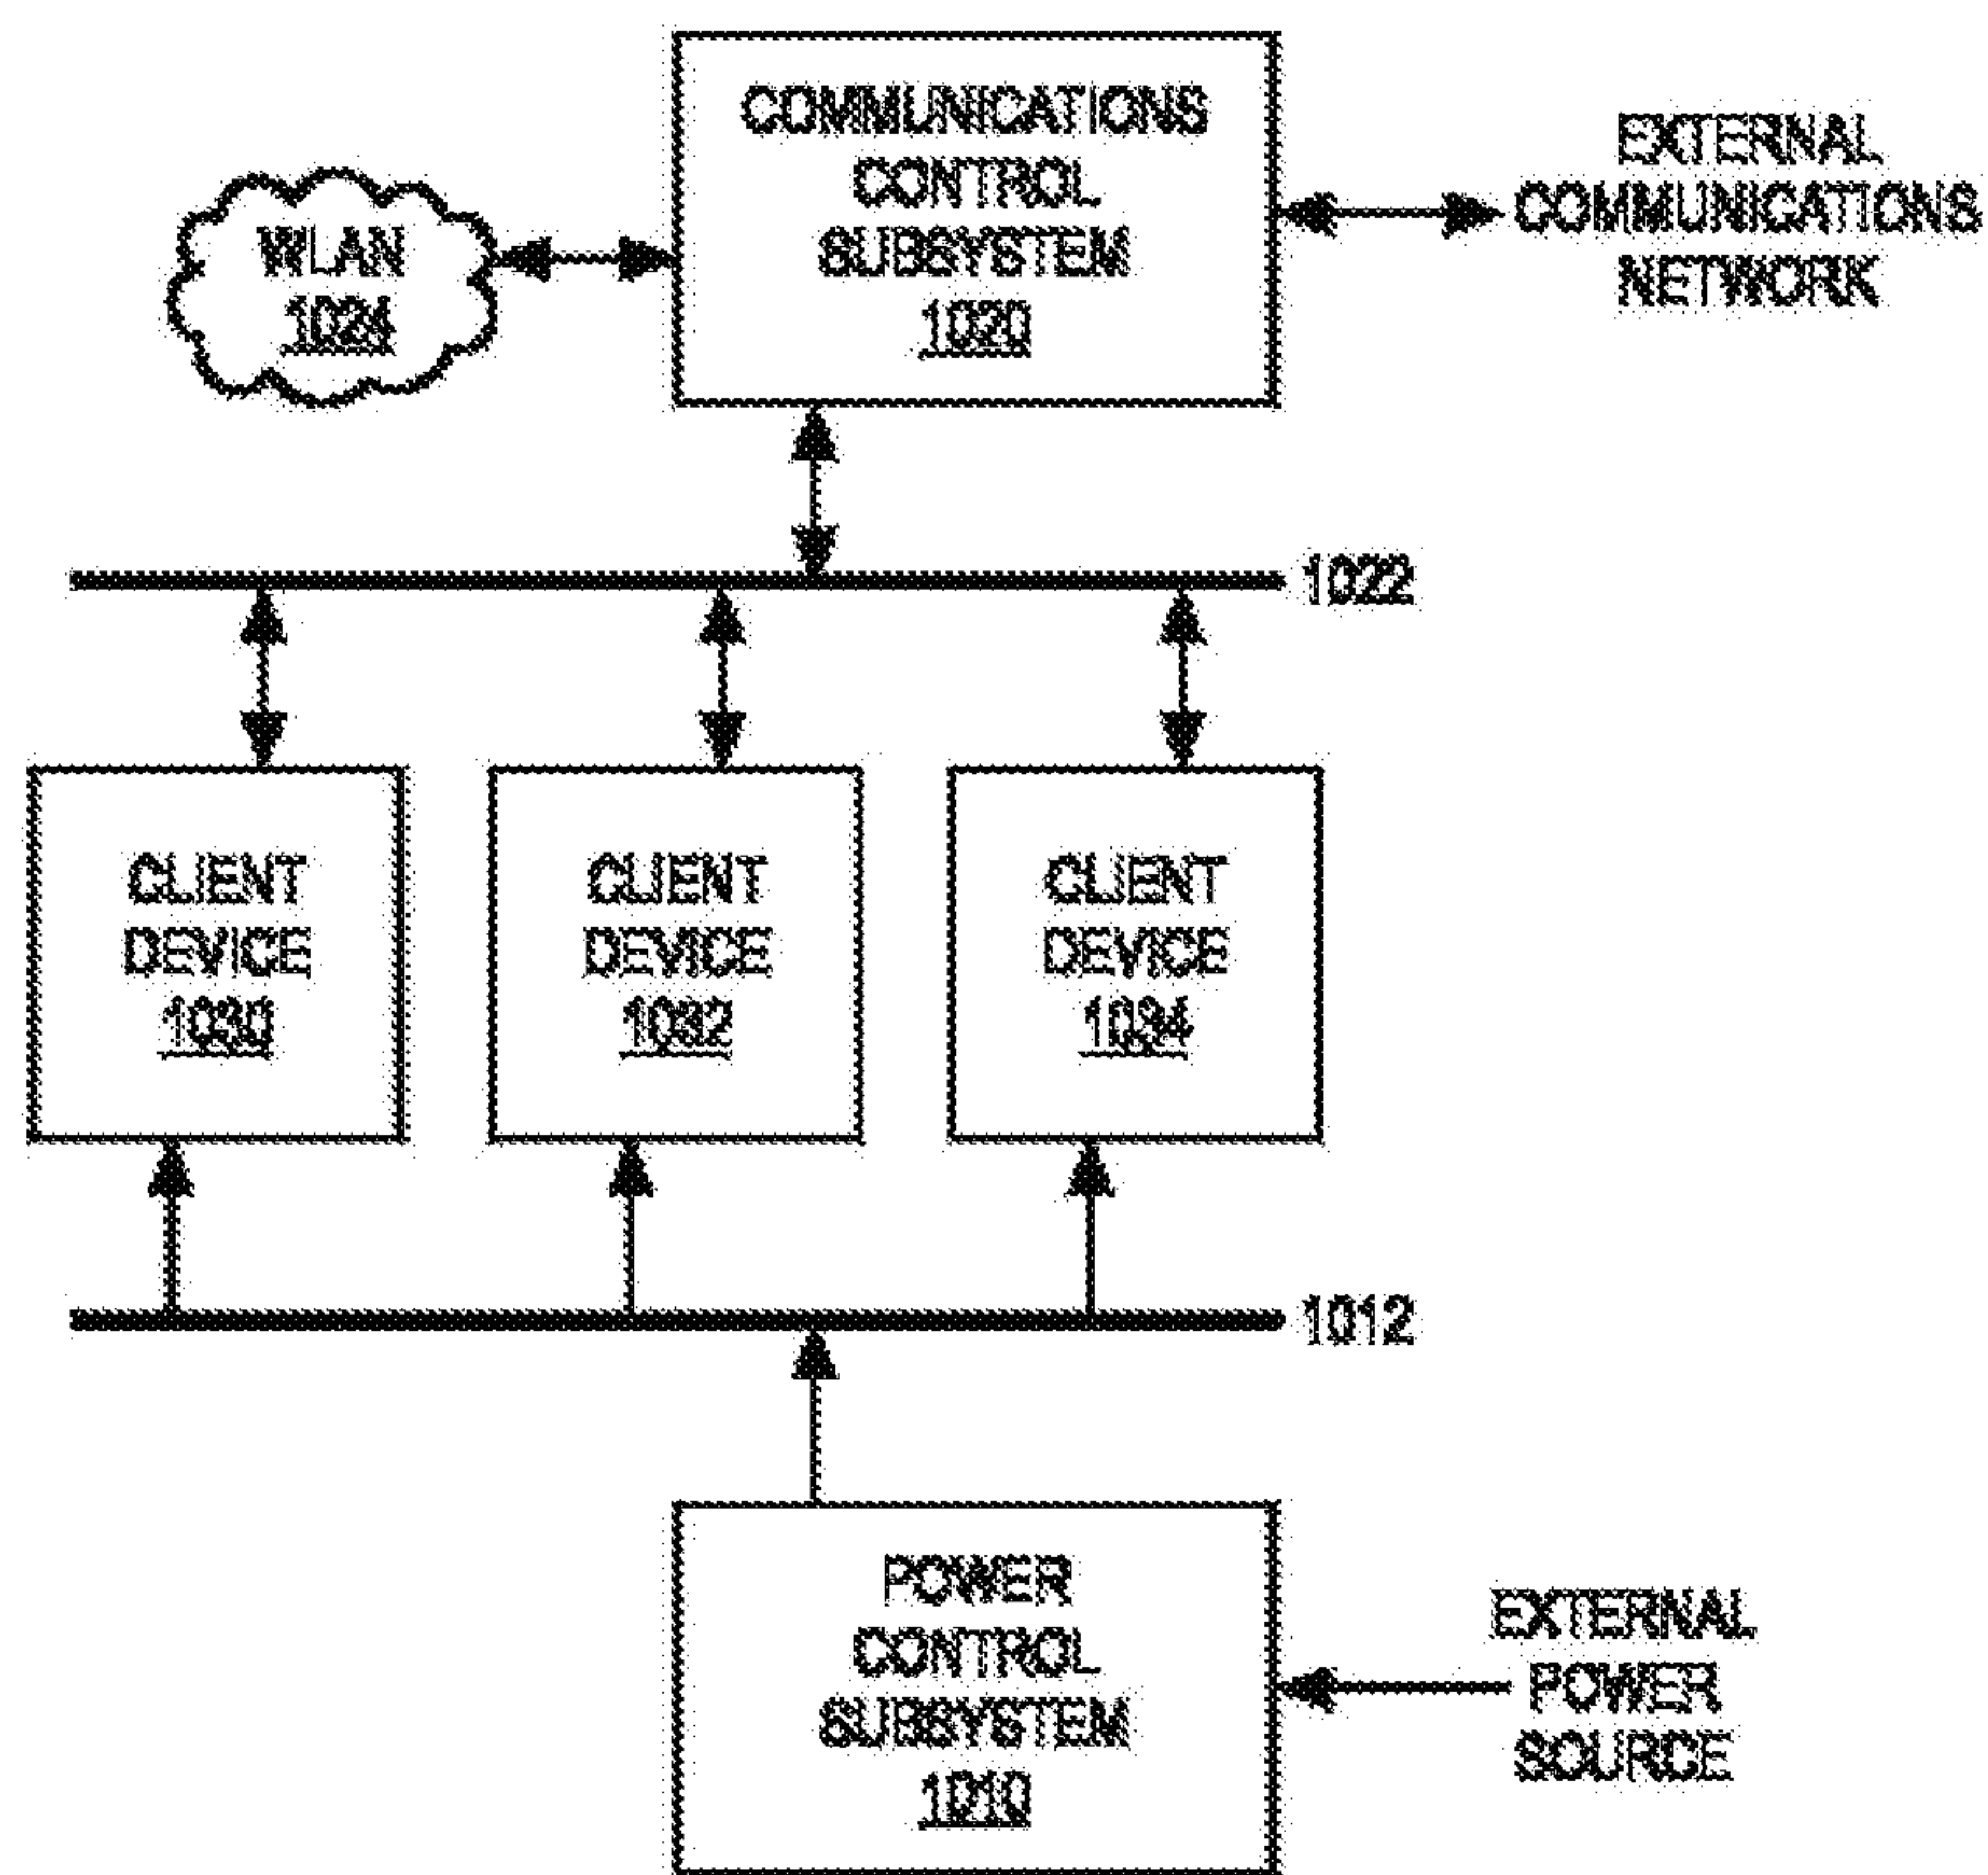 COMMUNICATIONS
CONTROL
SUBSYSTEM
1020
EXTERNAL
COMMUNICATIONS
NETWORK
WLAN
1024
1022
CLIENT
DEVICE
1030
CLIENT
DEVICE
1032
CLIENT
DEVICE
1034
1012
POWER
CONTROL
SUBSYSTEM
1010
EXTERNAL
POWER
SOURCE